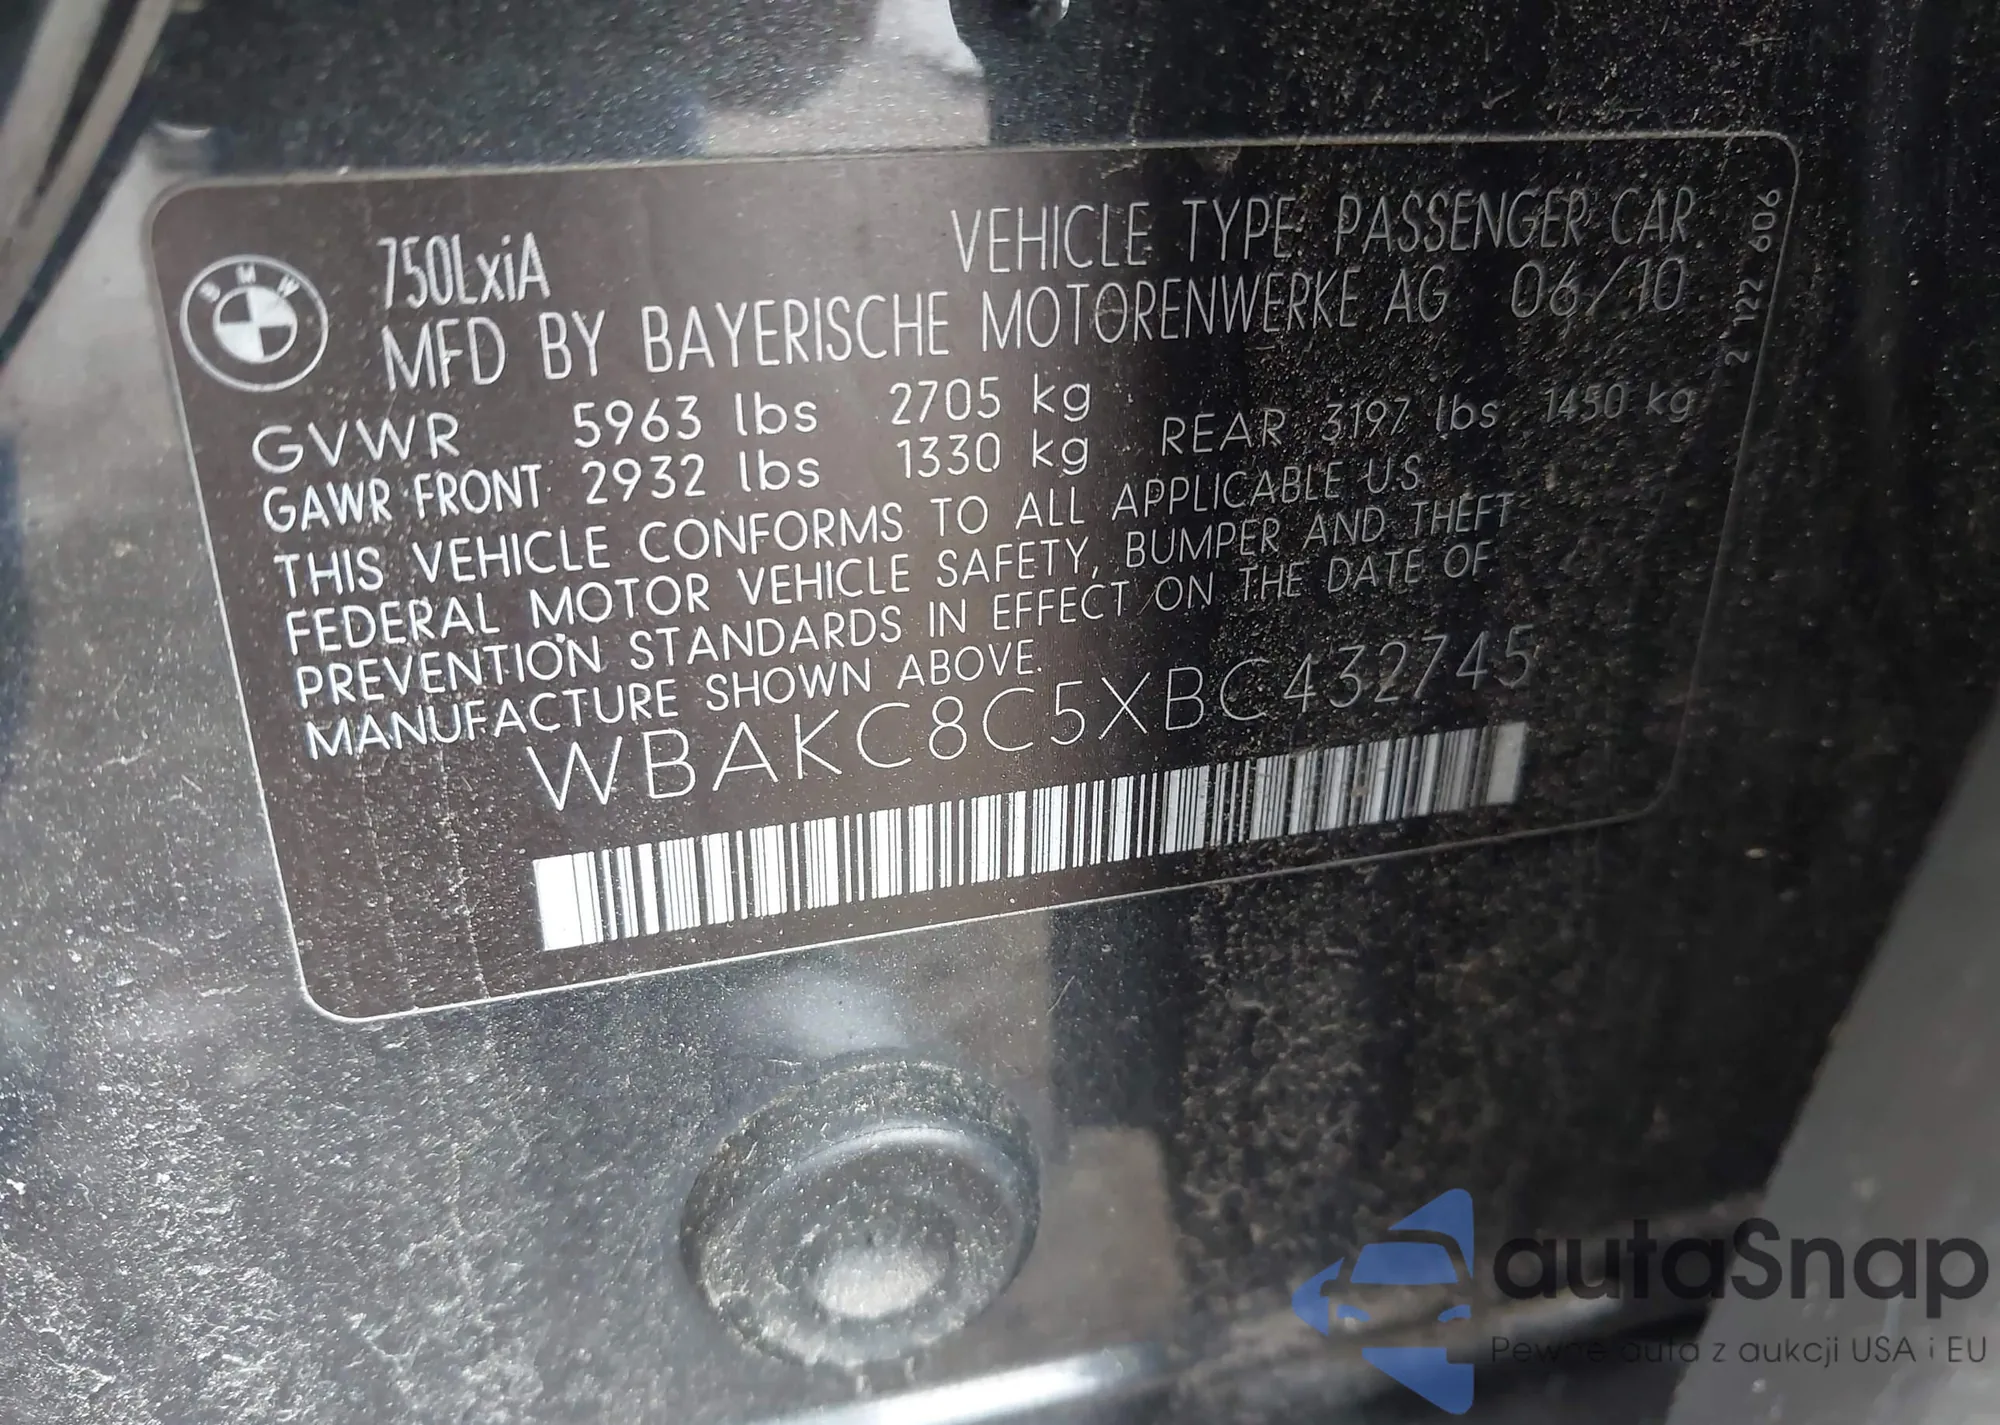 BMW
750LxiA
VEHICLE TYPE: PASSENGER CAR
MFD BY BAYERISCHE MOTORENWERKE AG 06/10
GVWR 5963 lbs 2705 kg
GAWR FRONT 2932 lbs 1330 kg REAR 3197 lbs 1450 kg
THIS VEHICLE CONFORMS TO ALL APPLICABLE U.S.
FEDERAL MOTOR VEHICLE SAFETY, BUMPER AND THEFT
PREVENTION STANDARDS IN EFFECT ON THE DATE OF
MANUFACTURE SHOWN ABOVE.
WBAKC8C5XBC432745
2 122 606
autaSnap
Pewne auta z aukcji USA i EU